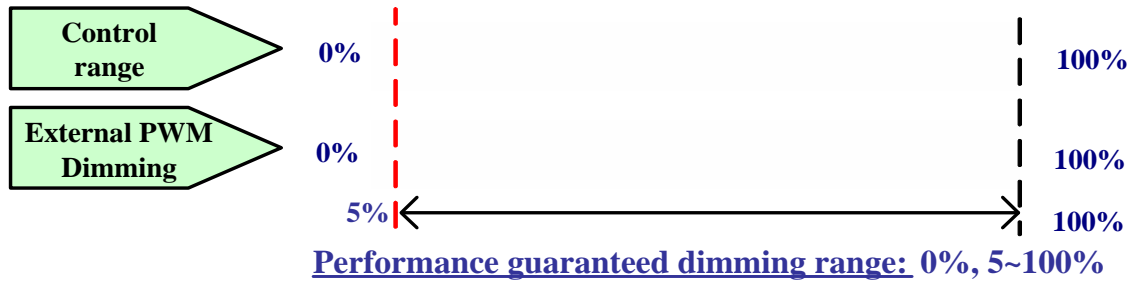 Control
range
0%
100%
External PWM
Dimming
0%
100%
5%
100%
Performance guaranteed dimming range: 0%, 5~100%